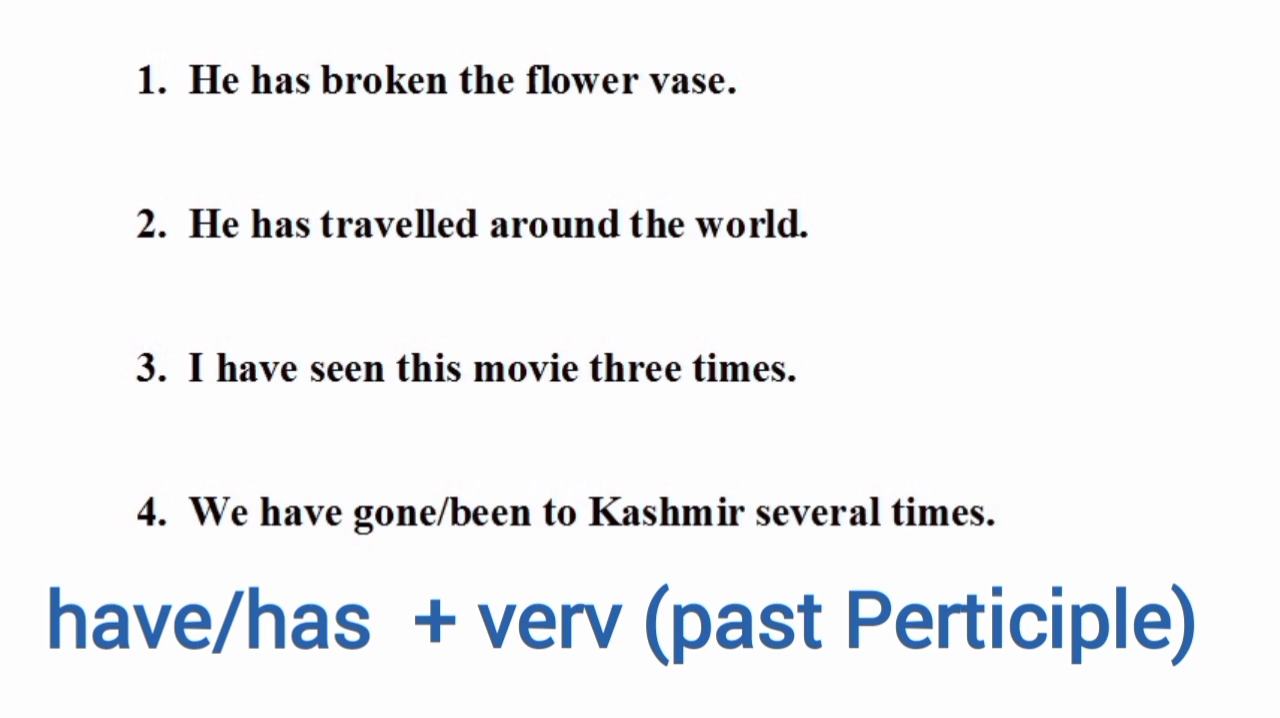 1. He has broken the flower vase.
2. He has travelled around the world.
3. I have seen this movie three times.
4. We have gone/been to Kashmir several times.
have/has + verv (past Perticiple)